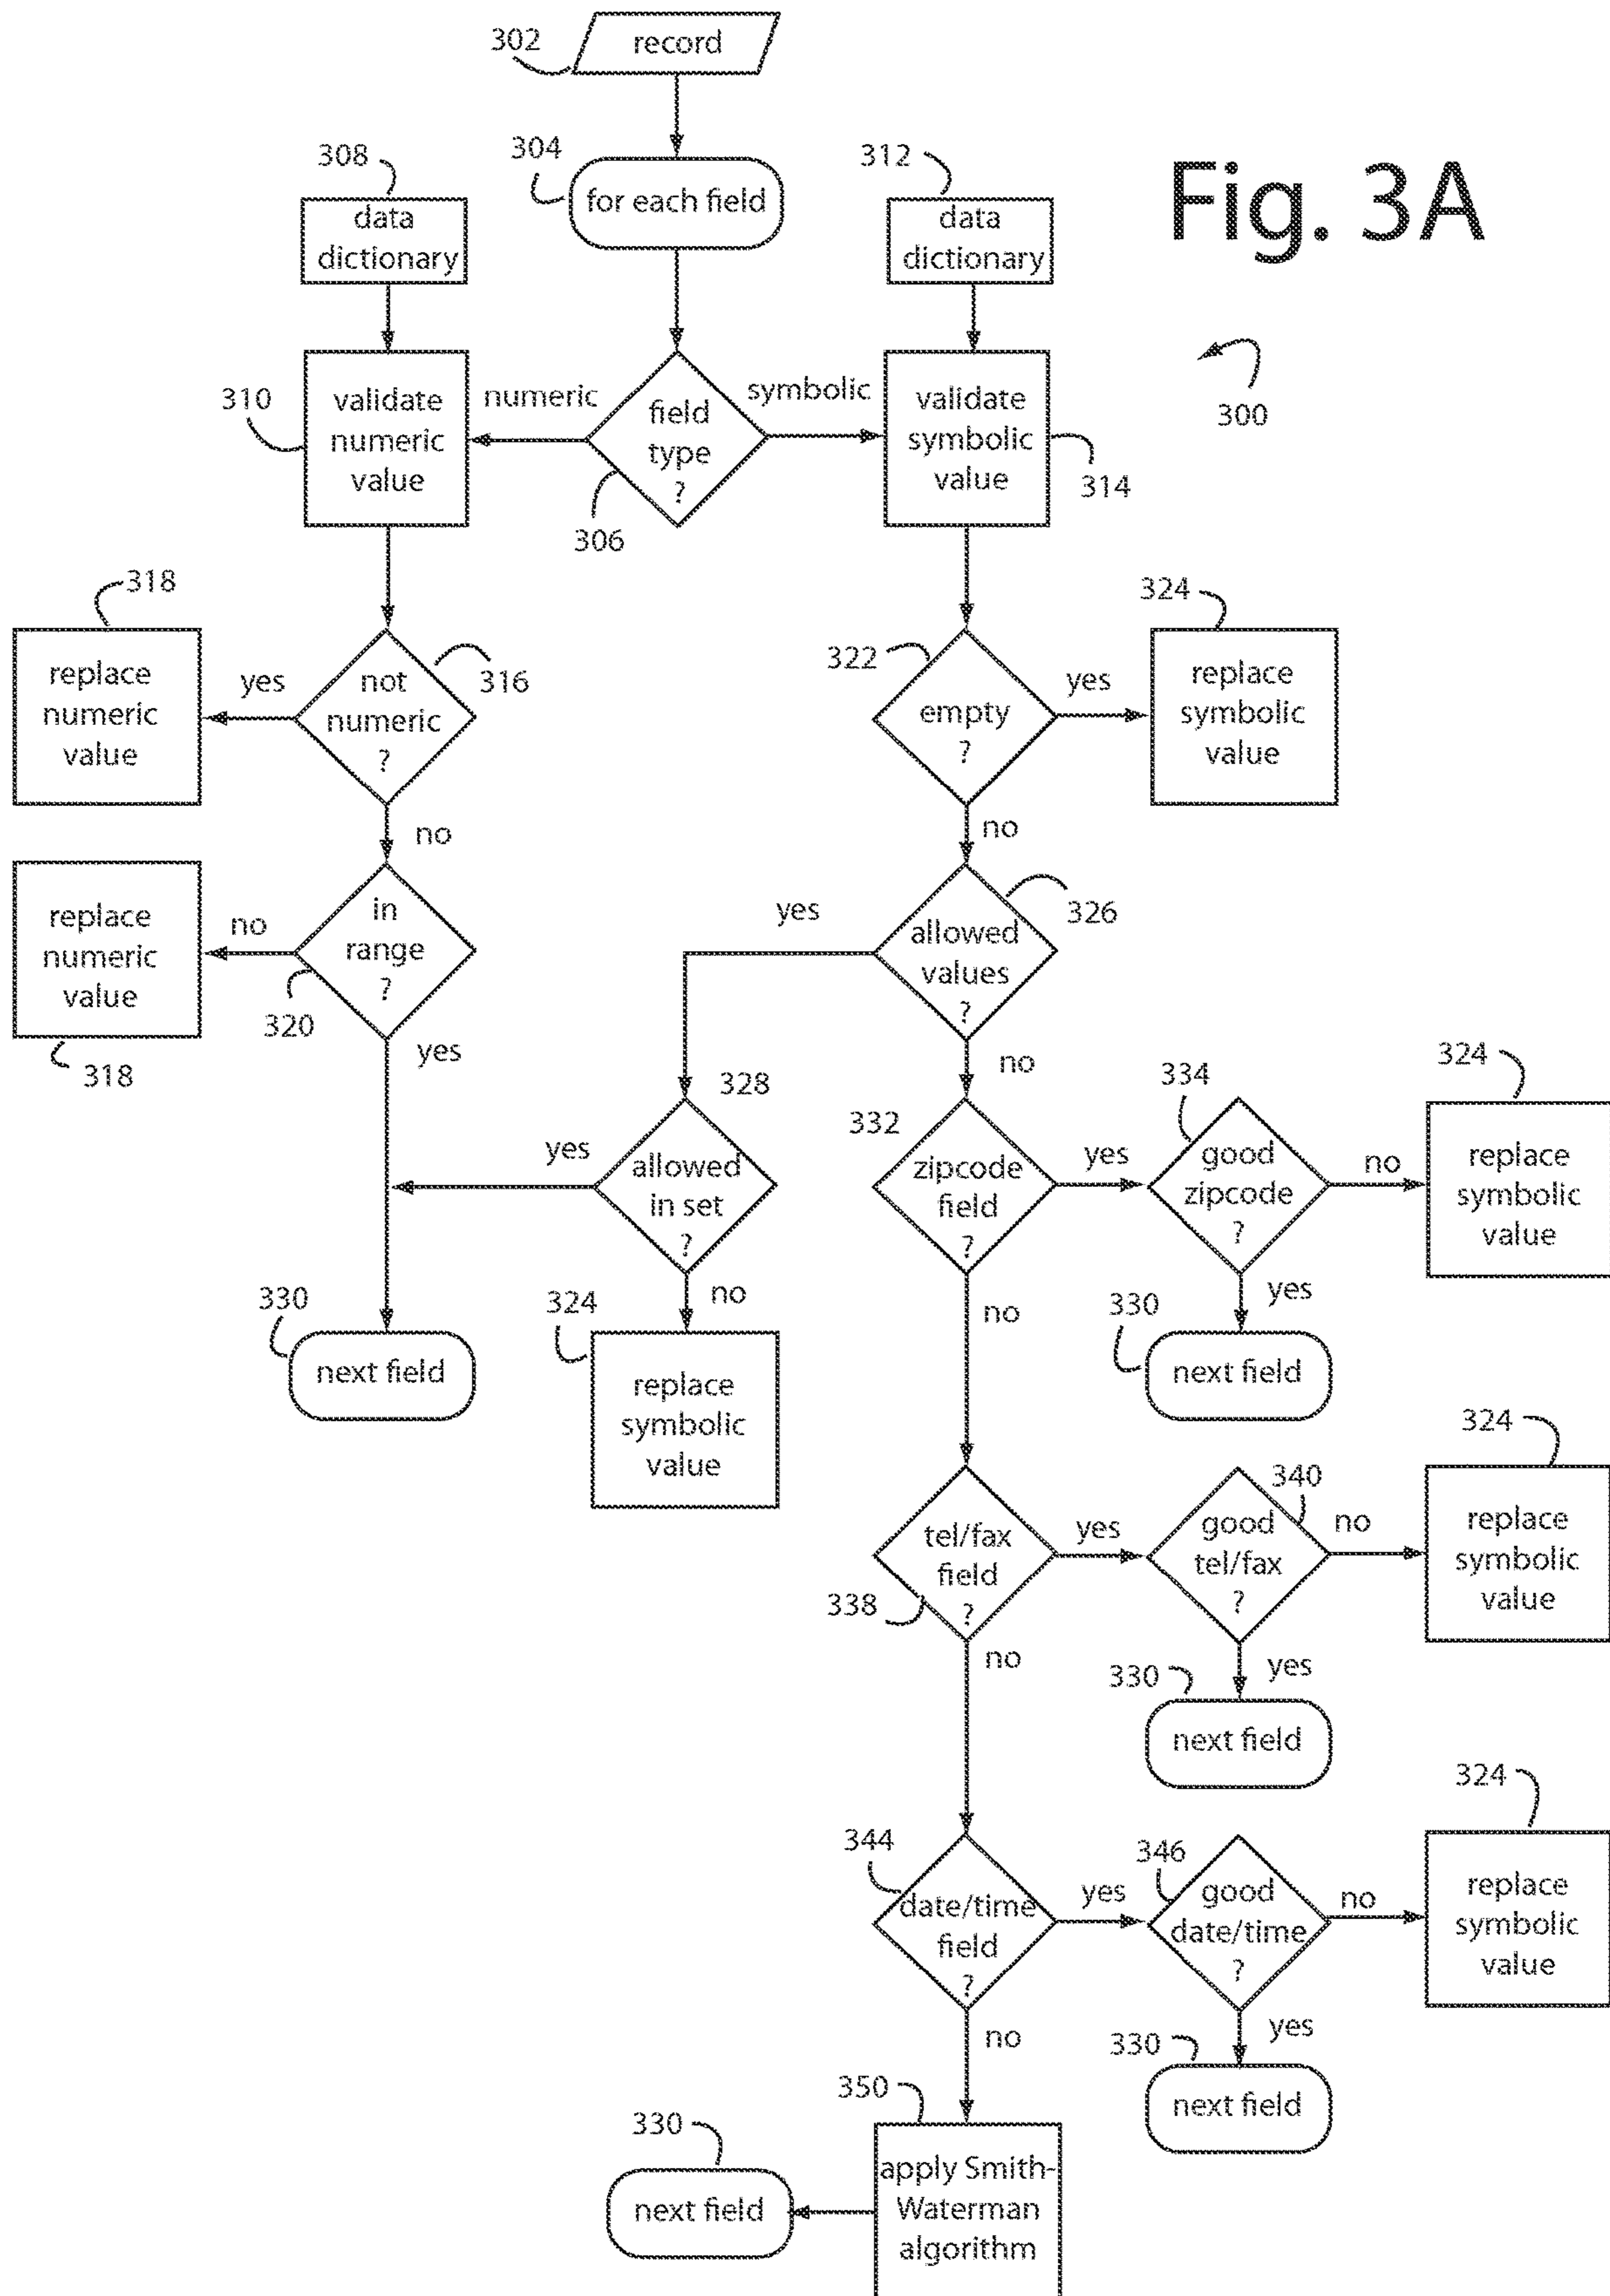 302
record
308
304
312
Fig. 3A
data
dictionary
for each field
data
dictionary
310
validate
numeric
value
numeric
field
type
?
306
symbolic
validate
symbolic
value
314
300
318
replace
numeric
value
yes
not
numeric
?
316
322
empty
?
yes
324
replace
symbolic
value
no
no
replace
numeric
value
318
no
in
range
?
320
yes
yes
allowed
values
?
326
no
328
allowed
in set
?
yes
no
332
zipcode
field
?
yes
334
good
zipcode
?
no
324
replace
symbolic
value
330
next field
324
replace
symbolic
value
no
yes
330
next field
tel/fax
field
?
338
yes
good
tel/fax
?
340
no
324
replace
symbolic
value
no
yes
330
next field
344
date/time
field
?
yes
346
good
date/time
?
no
324
replace
symbolic
value
no
yes
330
next field
350
apply Smith-
Waterman
algorithm
330
next field